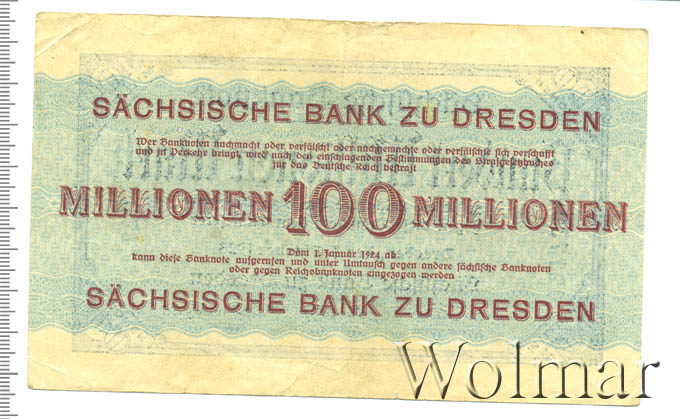 SÄCHSISCHE BANK ZU DRESDEN
Wer Banknoten nachmacht oder verfälscht oder nachgemachte oder verfälschte sich verschafft
und in Verkehr bringt, wird nach den einschlagenden Bestimmungen des Strafgesetzbuches
für das Deutsche Reich bestraft
MILLIONEN 100 MILLIONEN
Vom 1. Januar 1924 ab
kann diese Banknote aufgerufen und unter Umtausch gegen andere sächsische Banknoten
oder gegen Reichsbanknoten eingezogen werden
SÄCHSISCHE BANK ZU DRESDEN
Wolmar